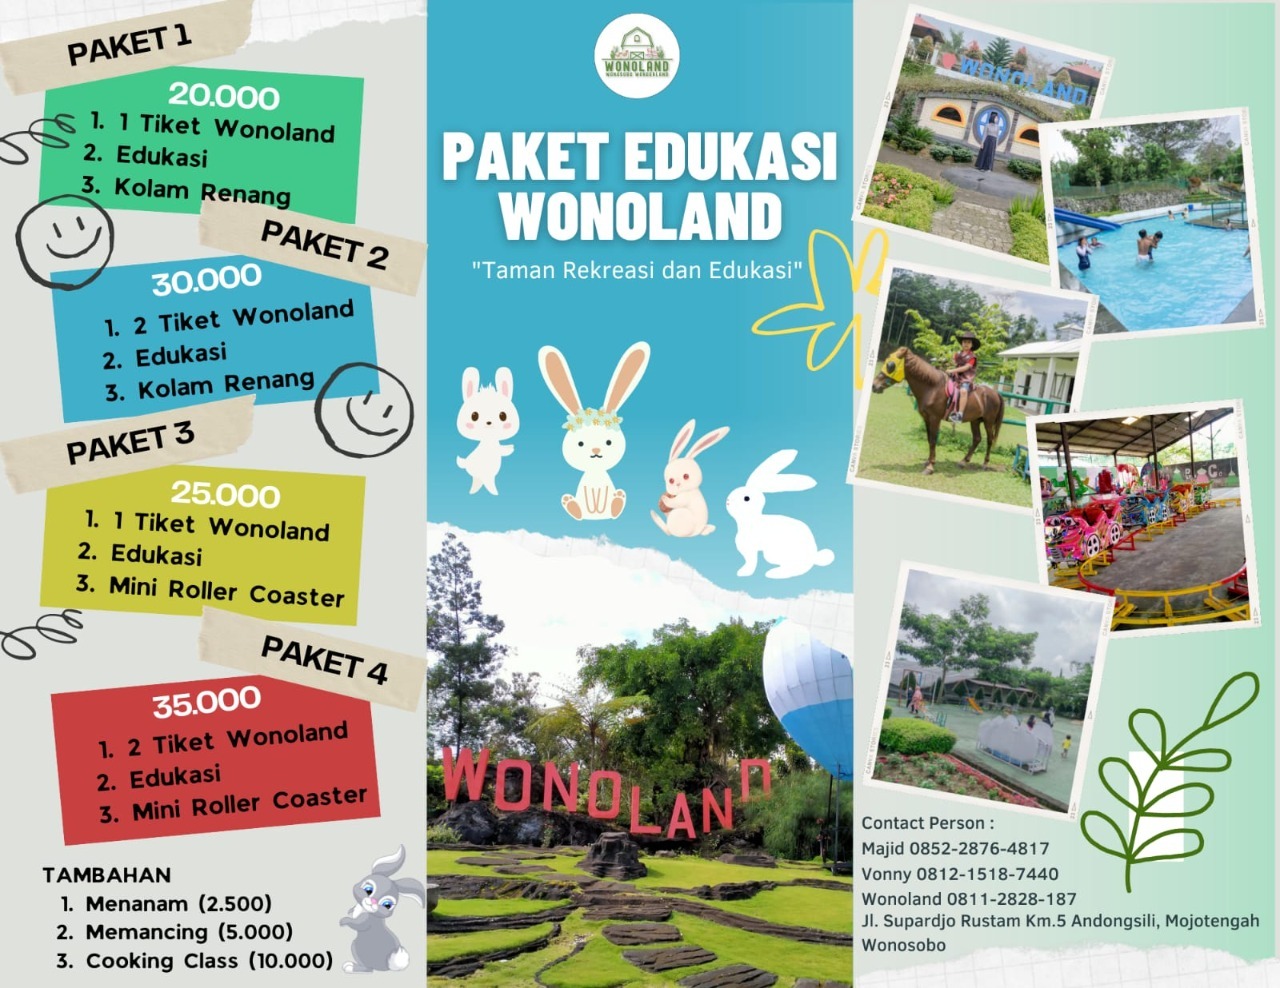 PAKET 1
20.000
1. 1 Tiket Wonoland
2. Edukasi
3. Kolam Renang
PAKET 2
30.000
1. 2 Tiket Wonoland
2. Edukasi
3. Kolam Renang
PAKET 3
25.000
1. 1 Tiket Wonoland
2. Edukasi
3. Mini Roller Coaster
PAKET 4
35.000
1. 2 Tiket Wonoland
2. Edukasi
3. Mini Roller Coaster
TAMBAHAN
1. Menanam (2.500)
2. Memancing (5.000)
3. Cooking Class (10.000)
WONOLAND
WONOSOBO WONDERLAND
PAKET EDUKASI
WONOLAND
"Taman Rekreasi dan Edukasi"
WONOLAND
WONOLAND
Contact Person :
Majid 0852-2876-4817
Vonny 0812-1518-7440
Wonoland 0811-2828-187
Jl. Supardjo Rustam Km.5 Andongsili, Mojotengah
Wonosobo